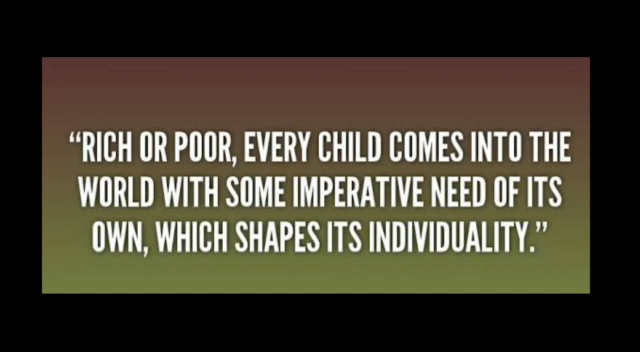 “RICH OR POOR, EVERY CHILD COMES INTO THE
WORLD WITH SOME IMPERATIVE NEED OF ITS
OWN, WHICH SHAPES ITS INDIVIDUALITY.”